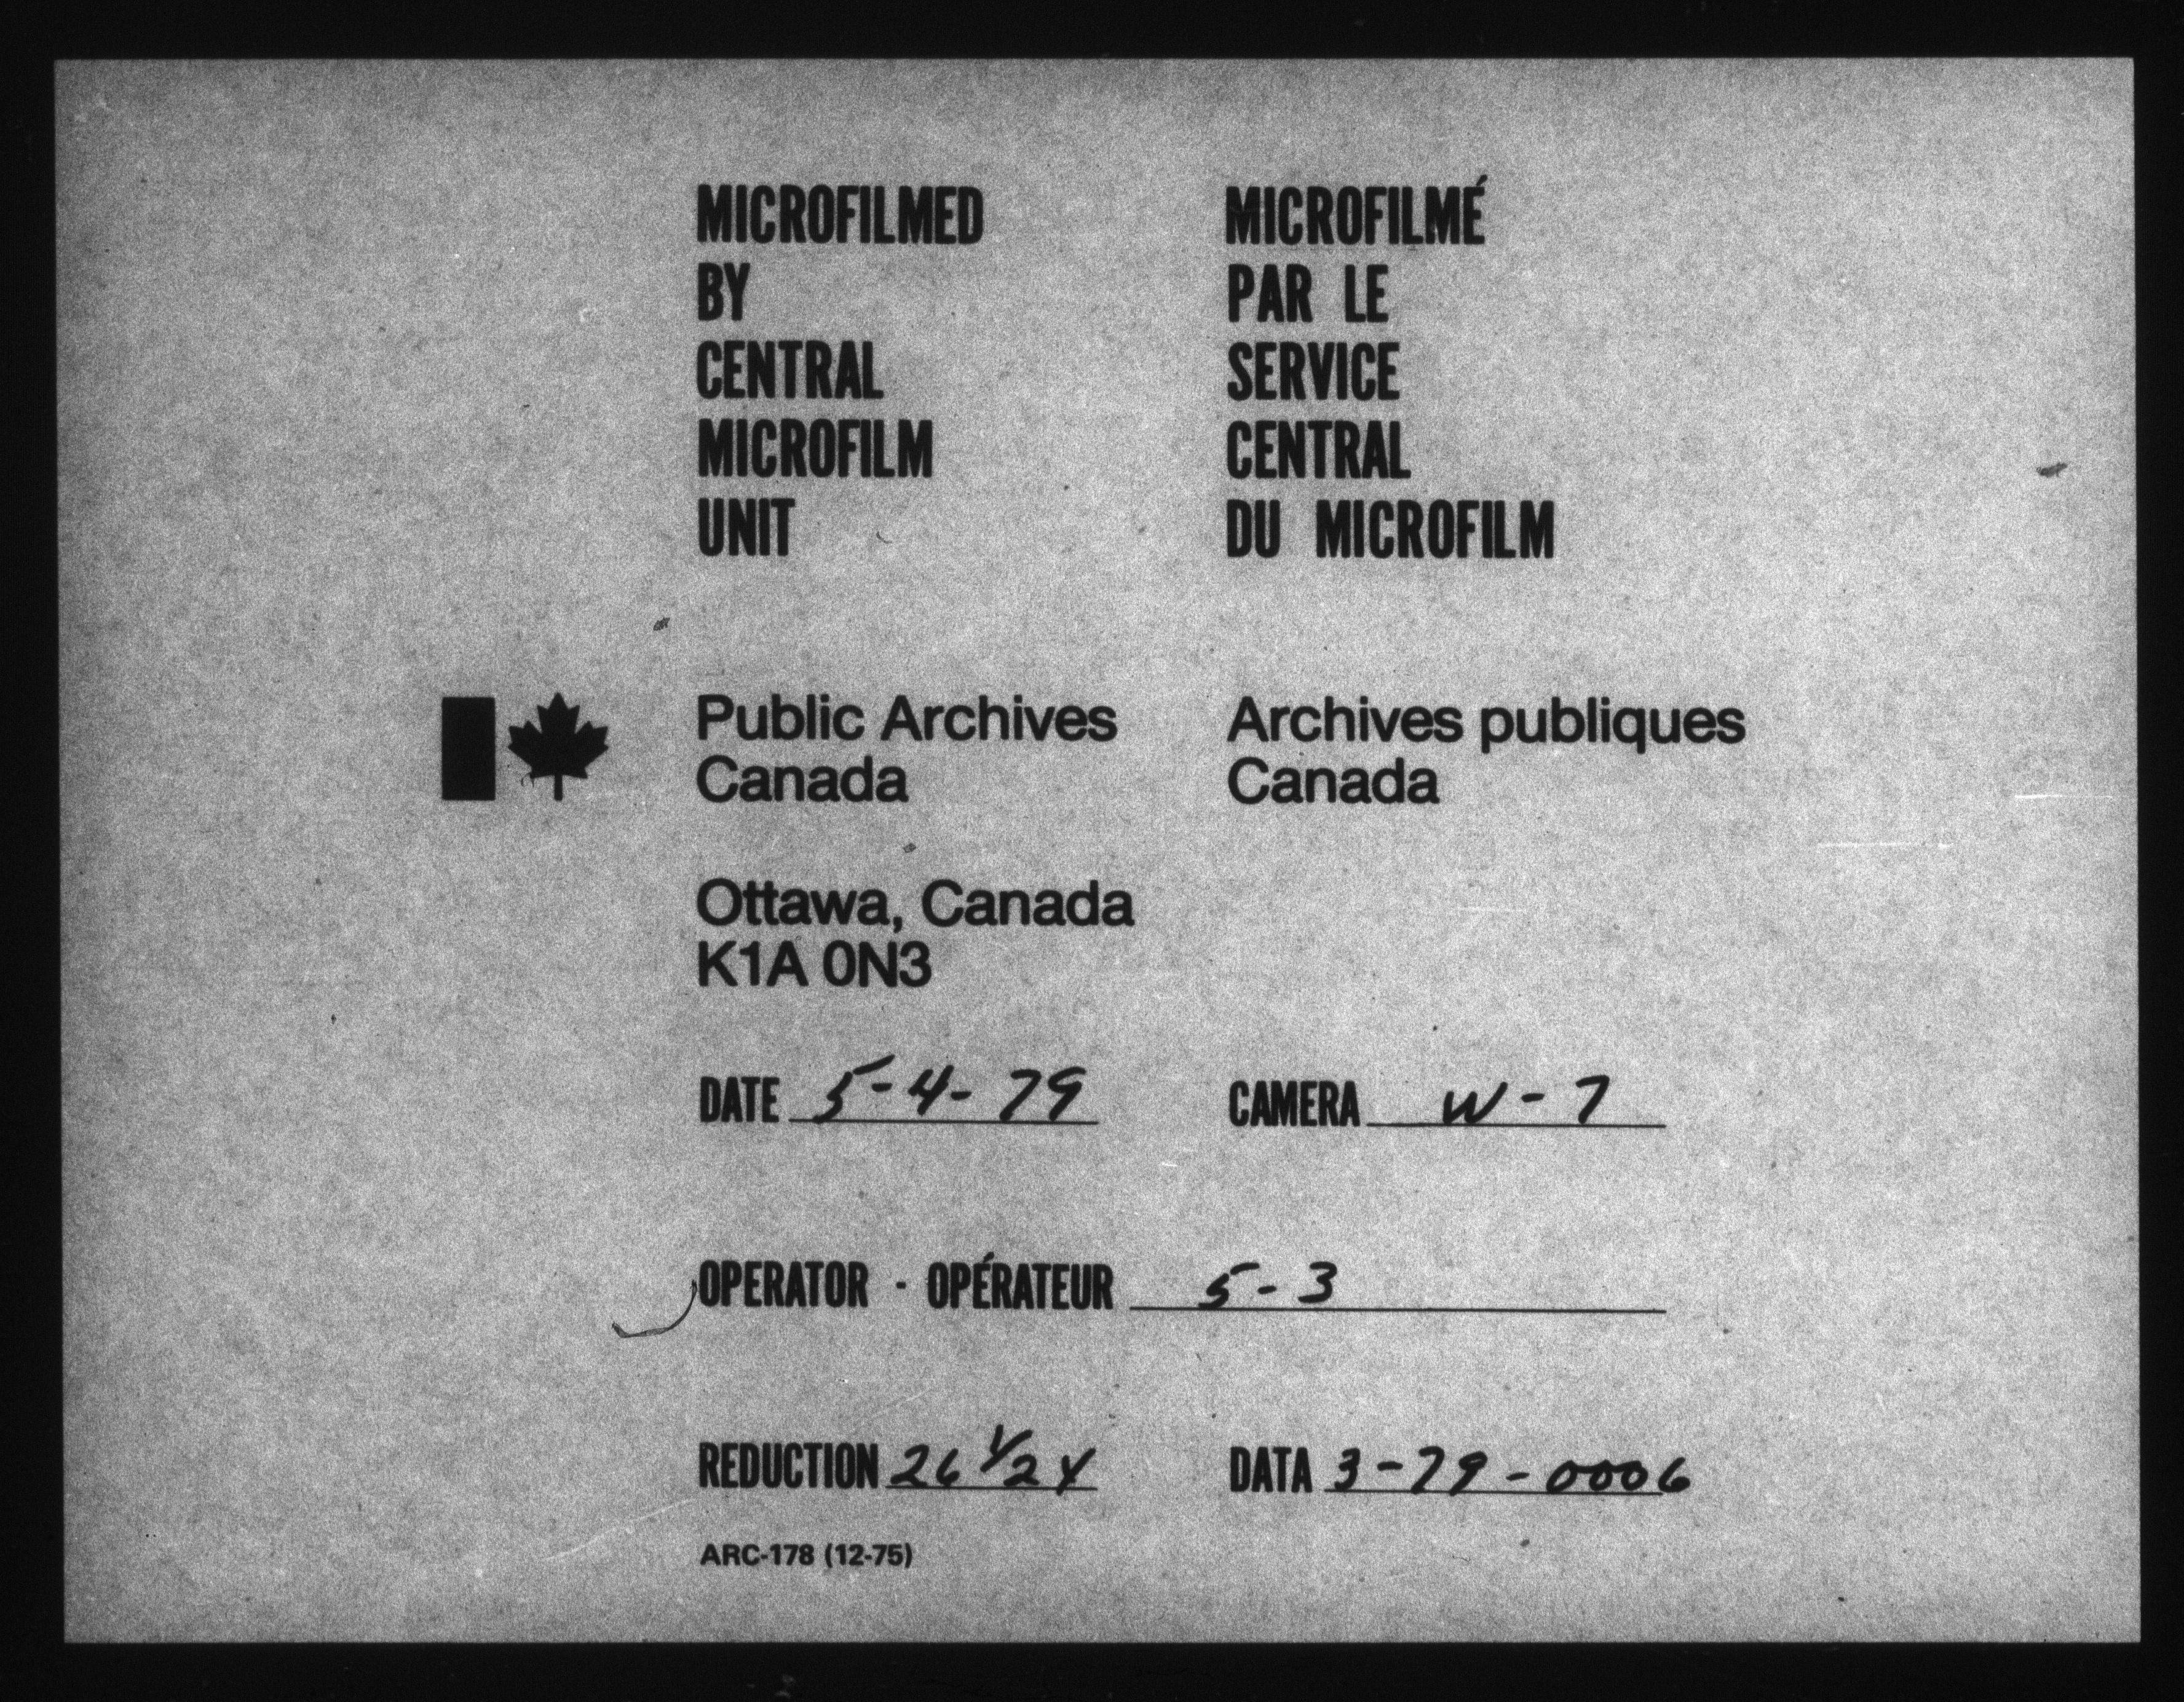 MICROFILMED
BY
CENTRAL
MICROFILM
UNIT
MICROFILMÉ
PAR LE
SERVICE
CENTRAL
DU MICROFILM
Public Archives
Canada
Archives publiques
Canada
Ottawa, Canada
K1A 0N3
DATE 5-4-79
CAMERA W-7
OPERATOR - OPÉRATEUR 5-3
REDUCTION 26 1/2 X
DATA 3-79-0006
ARC-178 (12-75)